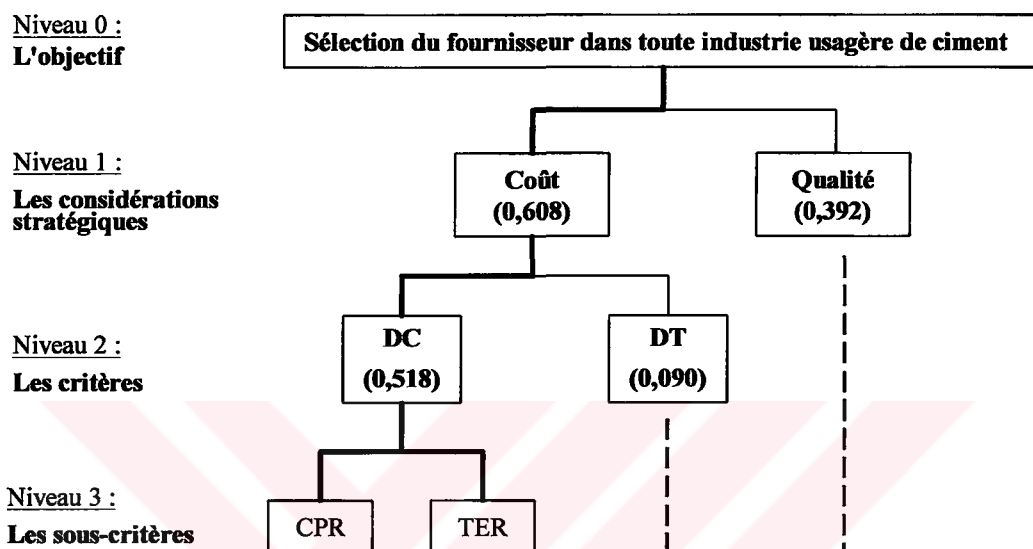 Niveau 0 :
L'objectif
Sélection du fournisseur dans toute industrie usagère de ciment
Niveau 1 :
Les considérations
stratégiques
Coût
(0,608)
Qualité
(0,392)
Niveau 2 :
Les critères
DC
(0,518)
DT
(0,090)
Niveau 3 :
Les sous-critères
CPR
TER